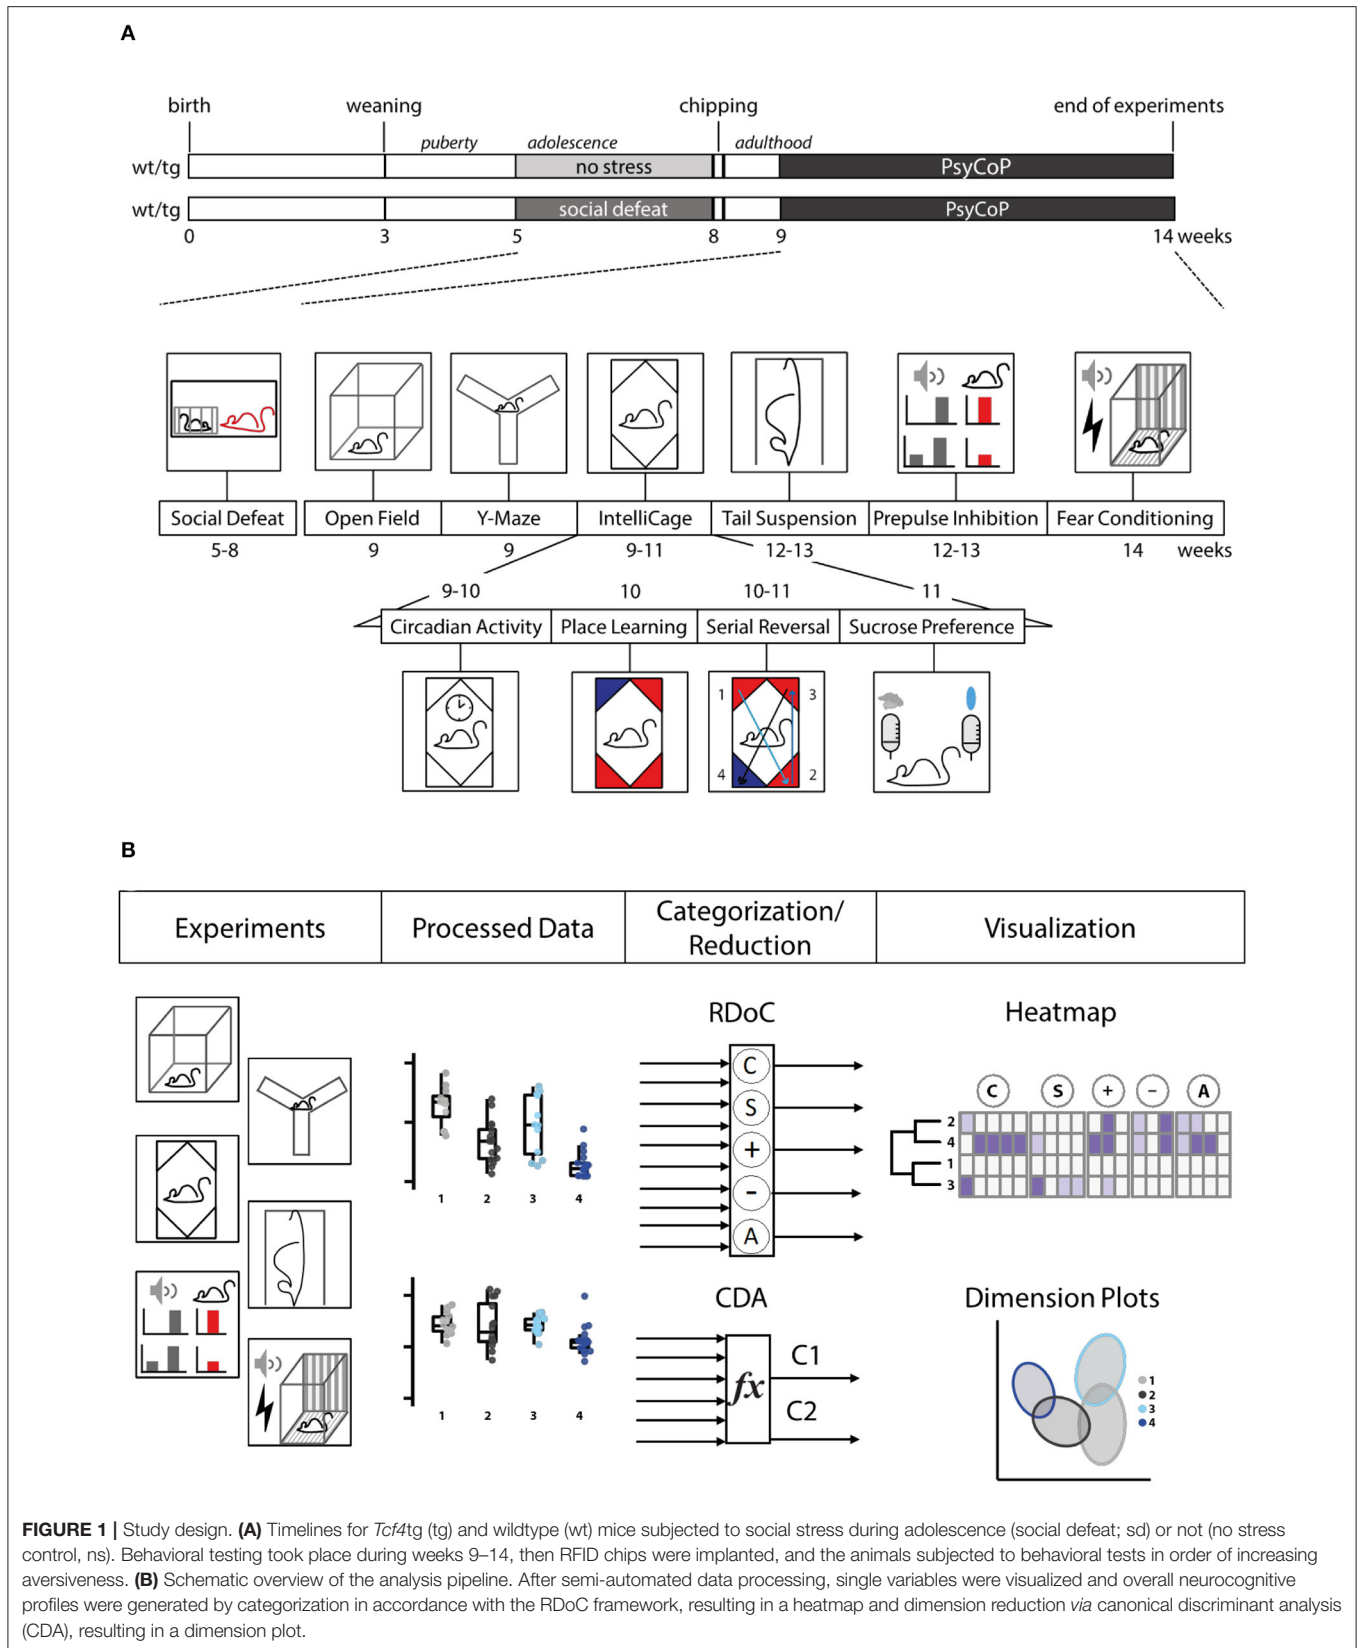 A
birth weaning chipping end of experiments
puberty adolescence adulthood
wt/tg no stress PsyCoP
wt/tg social defeat PsyCoP
0 3 5 8 9 14 weeks
Social Defeat Open Field Y-Maze IntelliCage Tail Suspension Prepulse Inhibition Fear Conditioning
5-8 9 9 9-11 12-13 12-13 14 weeks
9-10 10 10-11 11
Circadian Activity Place Learning Serial Reversal Sucrose Preference
1 3
4 2
B
Experiments Processed Data Categorization/ Visualization
Reduction
RDoC Heatmap
C
S
+
-
A
C S + - A
2
4
1
3
1 2 3 4
CDA Dimension Plots
fx
C1
C2
1 2 3 4
1
2
3
4
FIGURE 1 | Study design. (A) Timelines for Tcf4tg (tg) and wildtype (wt) mice subjected to social stress during adolescence (social defeat; sd) or not (no stress
control, ns). Behavioral testing took place during weeks 9–14, then RFID chips were implanted, and the animals subjected to behavioral tests in order of increasing
aversiveness. (B) Schematic overview of the analysis pipeline. After semi-automated data processing, single variables were visualized and overall neurocognitive
profiles were generated by categorization in accordance with the RDoC framework, resulting in a heatmap and dimension reduction via canonical discriminant analysis
(CDA), resulting in a dimension plot.